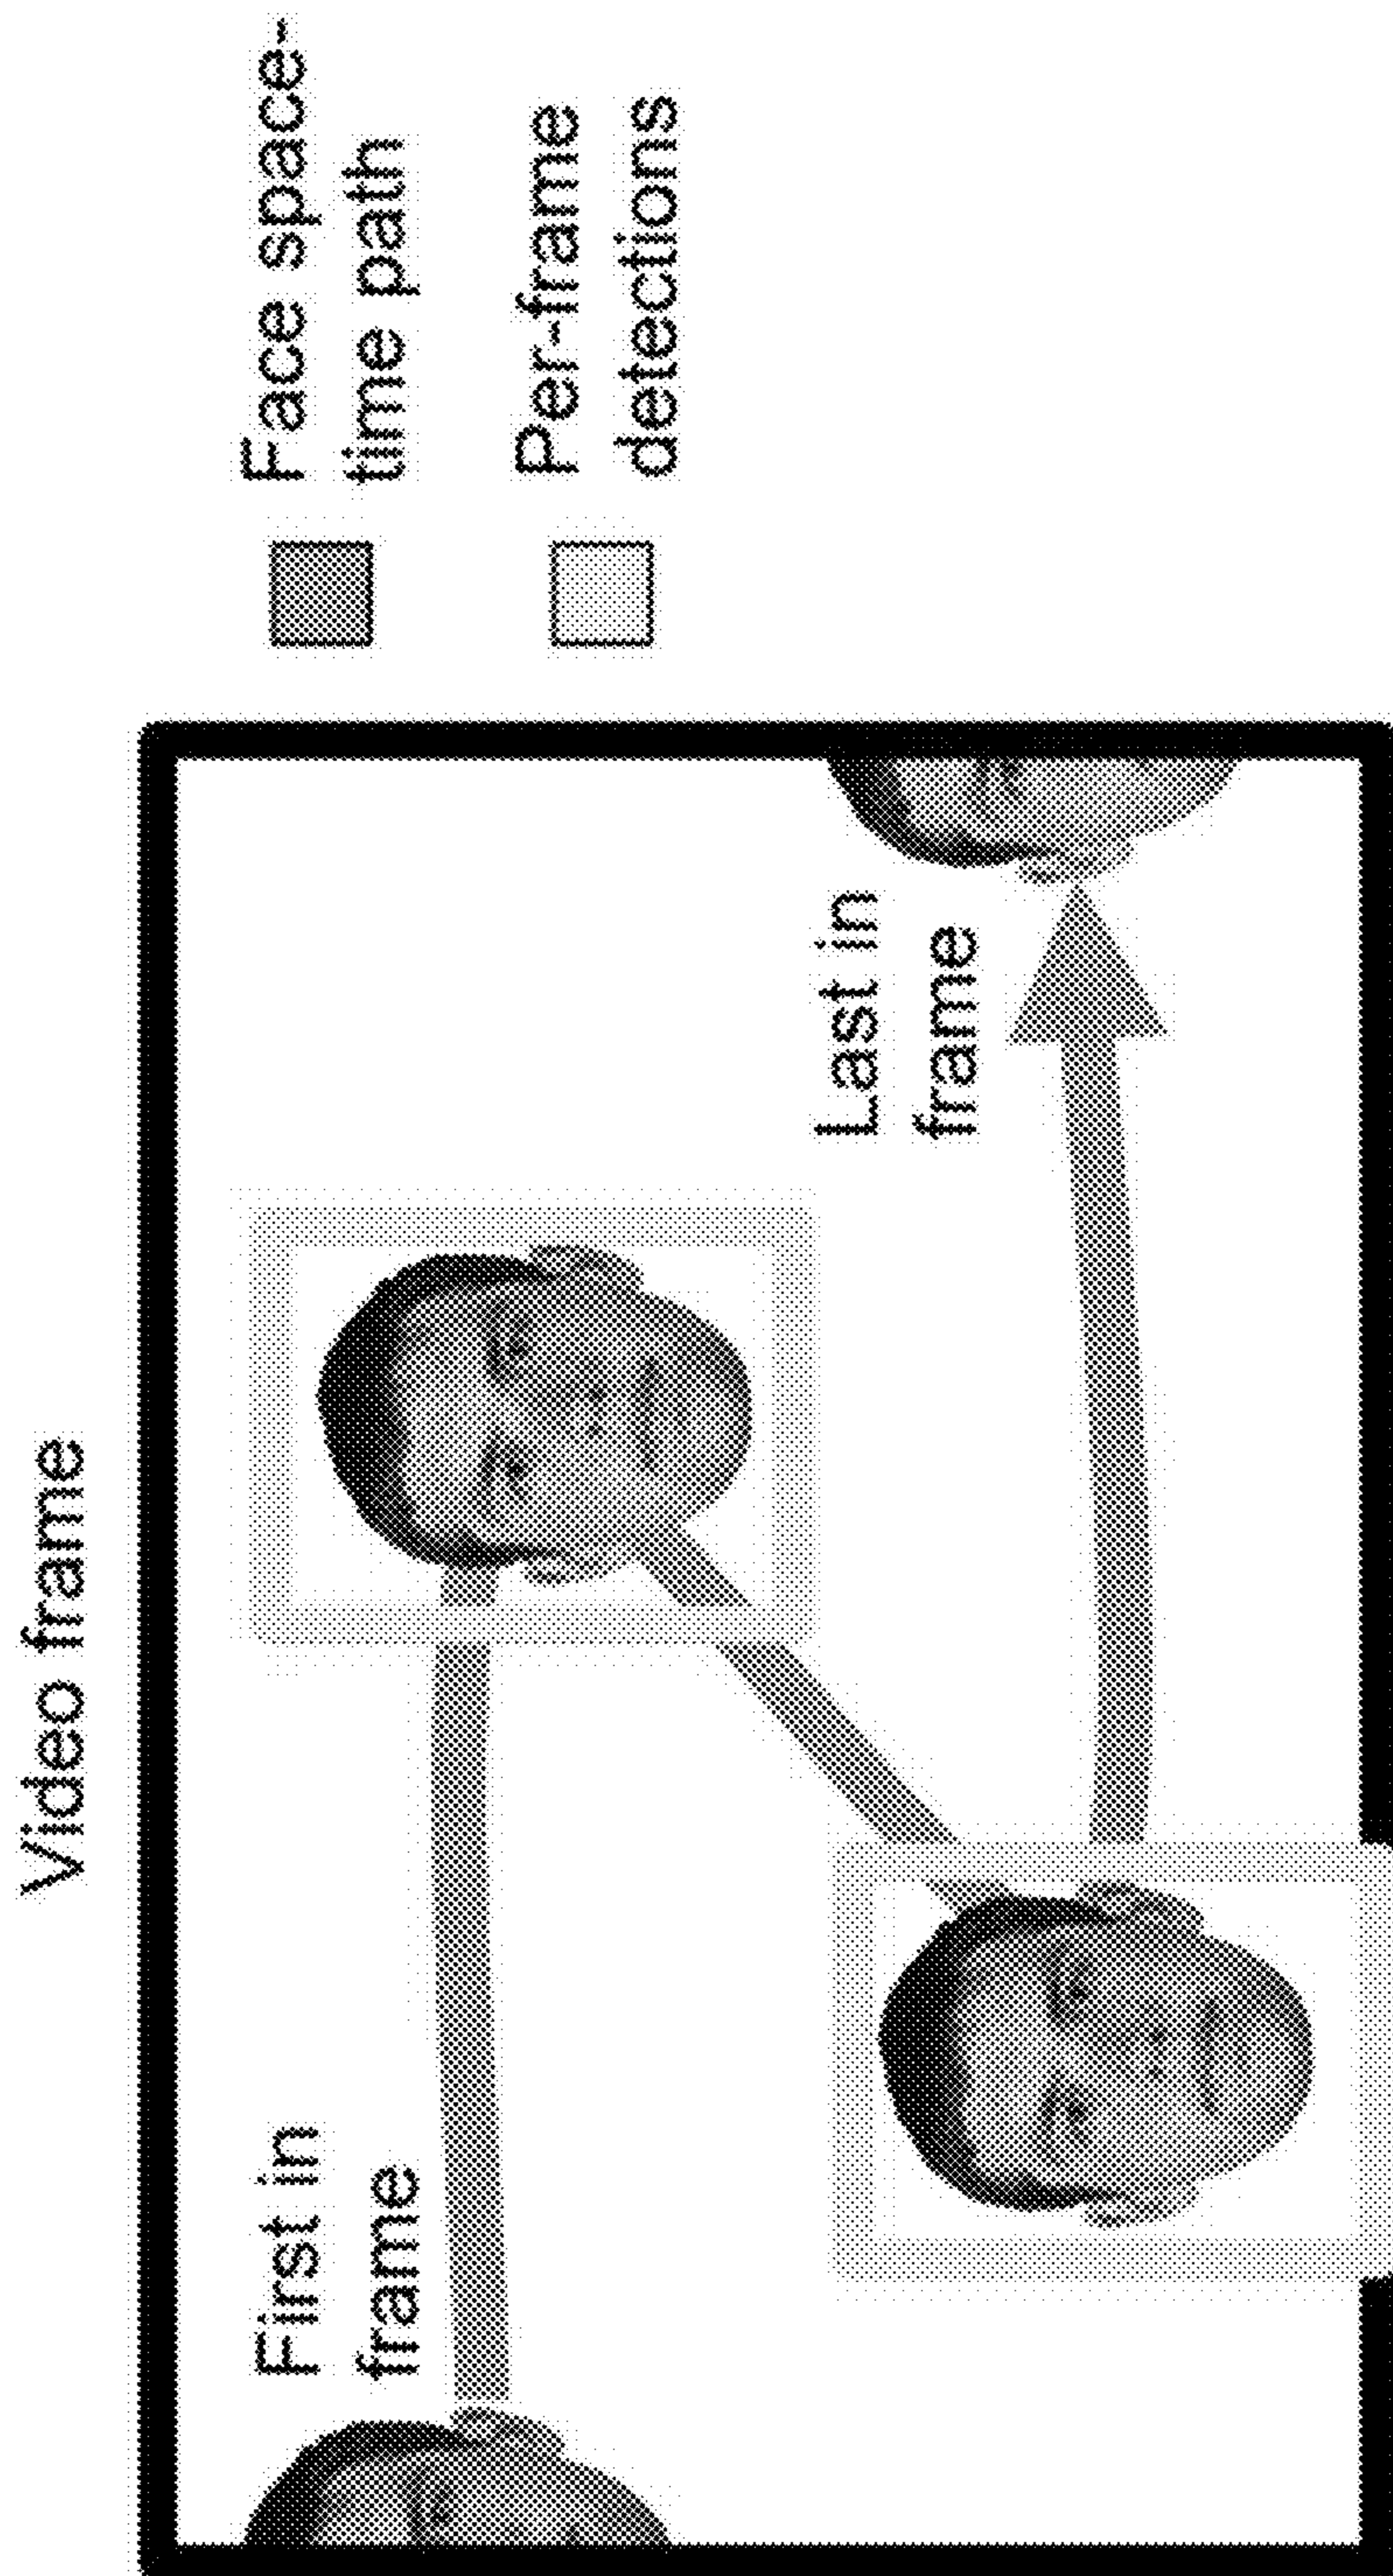 Video frame
First in
frame
Last in
frame
Face space-
time path
Per-frame
detections